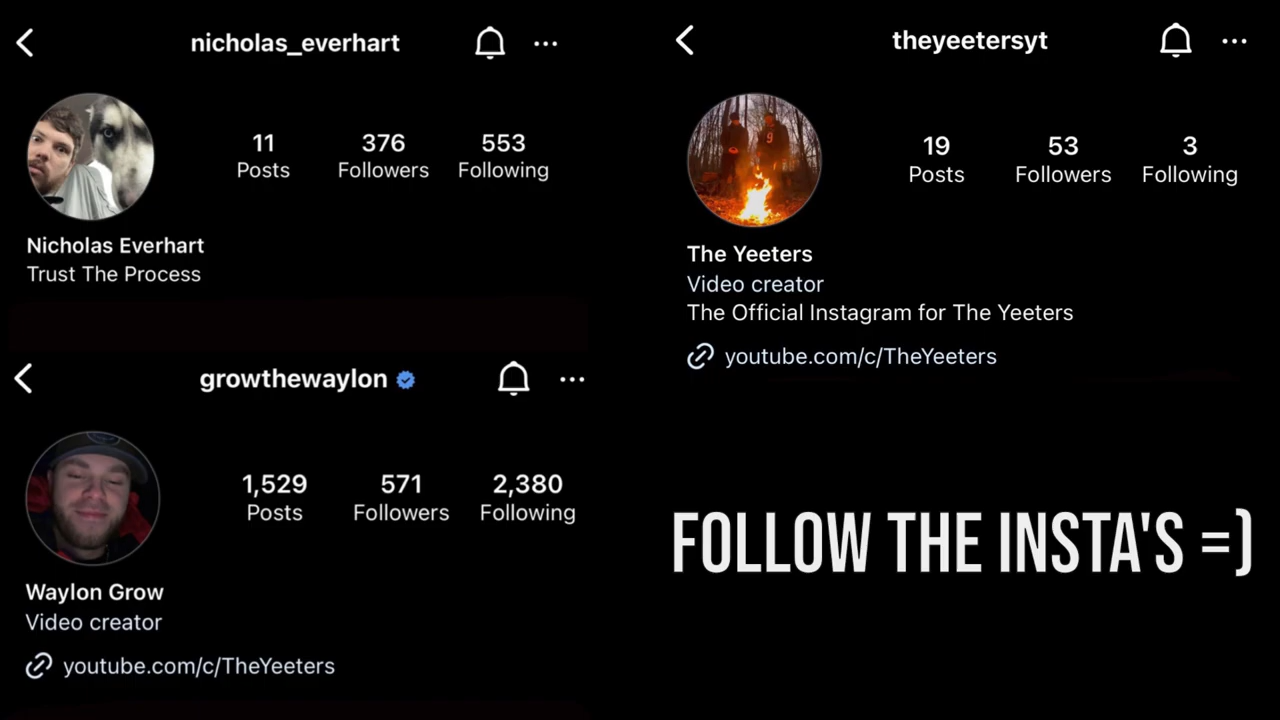 nicholas_everhart
11 376 553
Posts Followers Following
Nicholas Everhart
Trust The Process
growthewaylon
1,529 571 2,380
Posts Followers Following
Waylon Grow
Video creator
youtube.com/c/TheYeeters
theyeetersyt
19 53 3
Posts Followers Following
The Yeeters
Video creator
The Official Instagram for The Yeeters
youtube.com/c/TheYeeters
FOLLOW THE INSTA'S =)